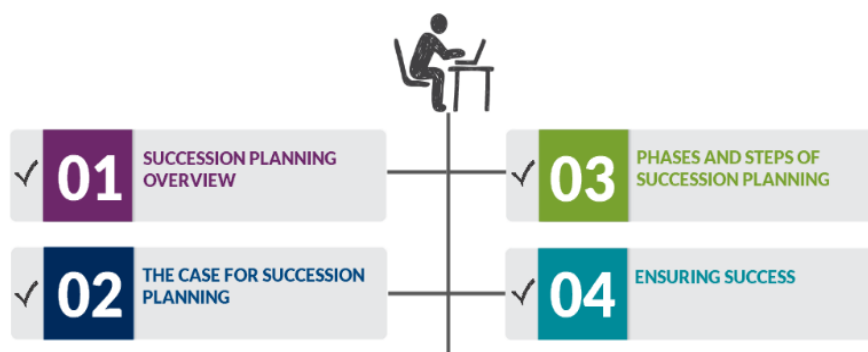 01
SUCCESSION PLANNING
OVERVIEW
02
THE CASE FOR SUCCESSION
PLANNING
03
PHASES AND STEPS OF
SUCCESSION PLANNING
04
ENSURING SUCCESS